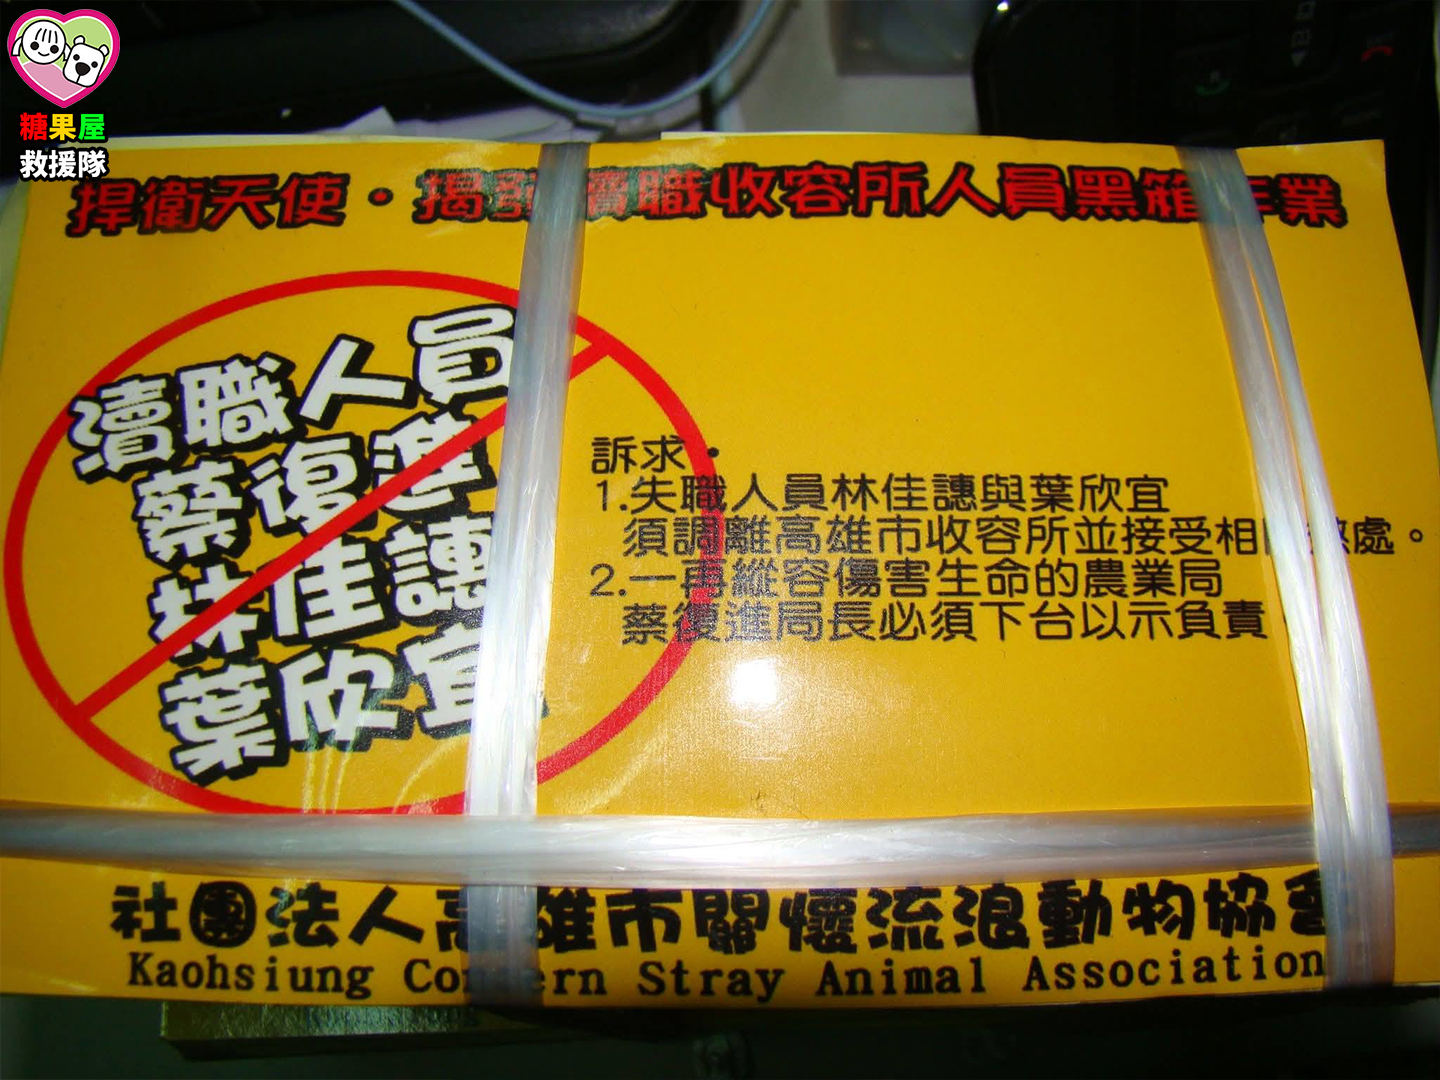 糖果屋
救援隊
捍衛天使・揭發瀆職收容所人員黑箱作業
瀆職人員
蔡復進
林佳譓
葉欣宜
訴求・
1.失職人員林佳譓與葉欣宜
須調離高雄市收容所並接受相 處。
2.一再縱容傷害生命的農業局
蔡復進局長必須下台以示負責
社團法人高雄市關懷流浪動物協會
Kaohsiung Concern Stray Animal Association